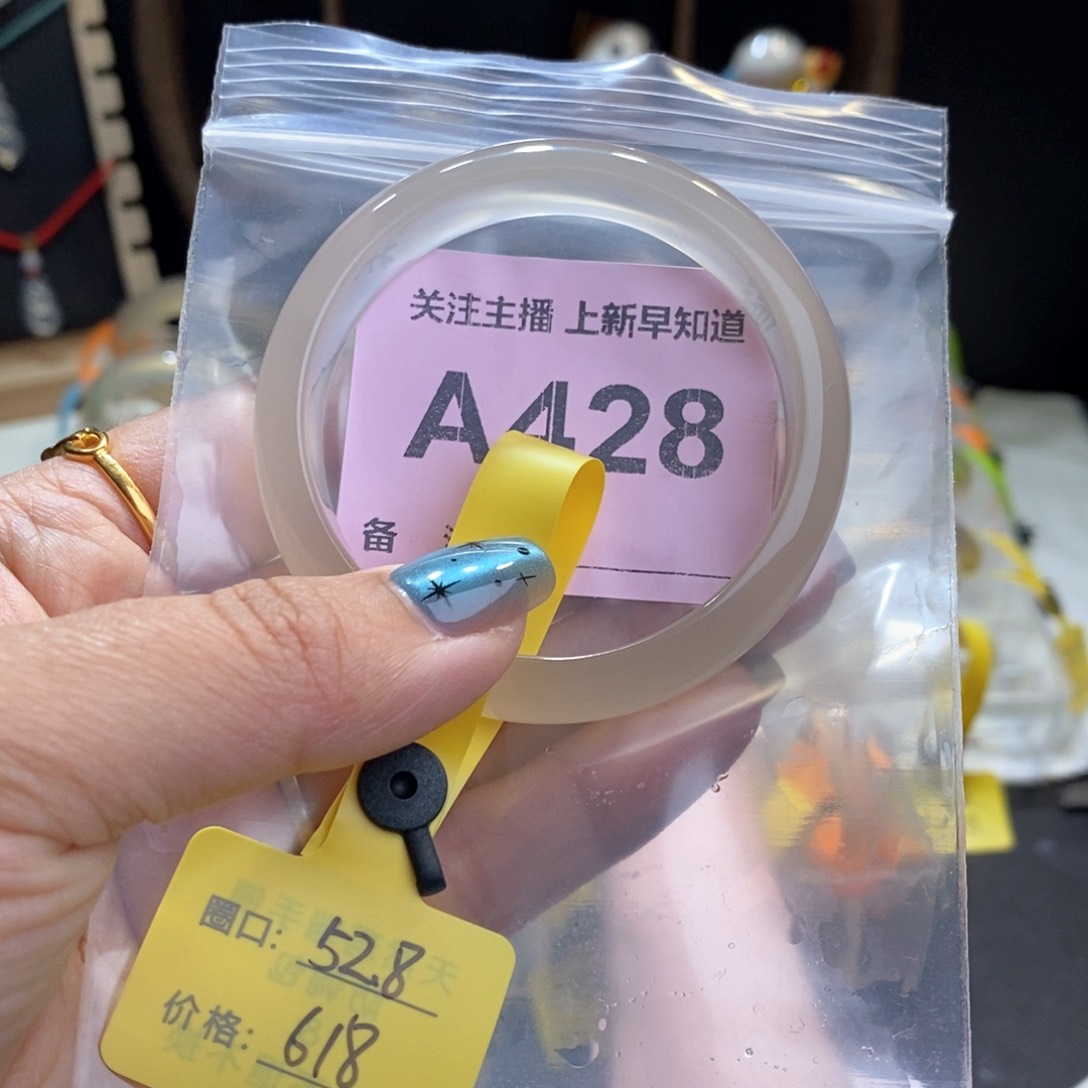 关注主播 上新早知道
A428
备
圈口: 52.8
价格: 618